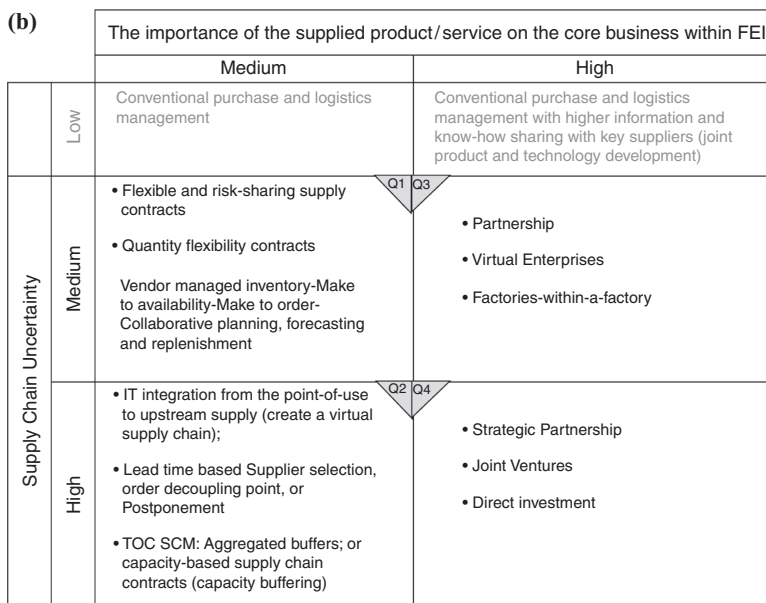 (b)
The importance of the supplied product/service on the core business within FEI
Medium
High
Supply Chain Uncertainty
Low
Conventional purchase and logistics
management
Conventional purchase and logistics
management with higher information and
know-how sharing with key suppliers (joint
product and technology development)
Medium
Q1
• Flexible and risk-sharing supply
contracts
• Quantity flexibility contracts
Vendor managed inventory-Make
to availability-Make to order-
Collaborative planning, forecasting
and replenishment
Q3
• Partnership
• Virtual Enterprises
• Factories-within-a-factory
High
Q2
• IT integration from the point-of-use
to upstream supply (create a virtual
supply chain);
• Lead time based Supplier selection,
order decoupling point, or
Postponement
• TOC SCM: Aggregated buffers; or
capacity-based supply chain
contracts (capacity buffering)
Q4
• Strategic Partnership
• Joint Ventures
• Direct investment